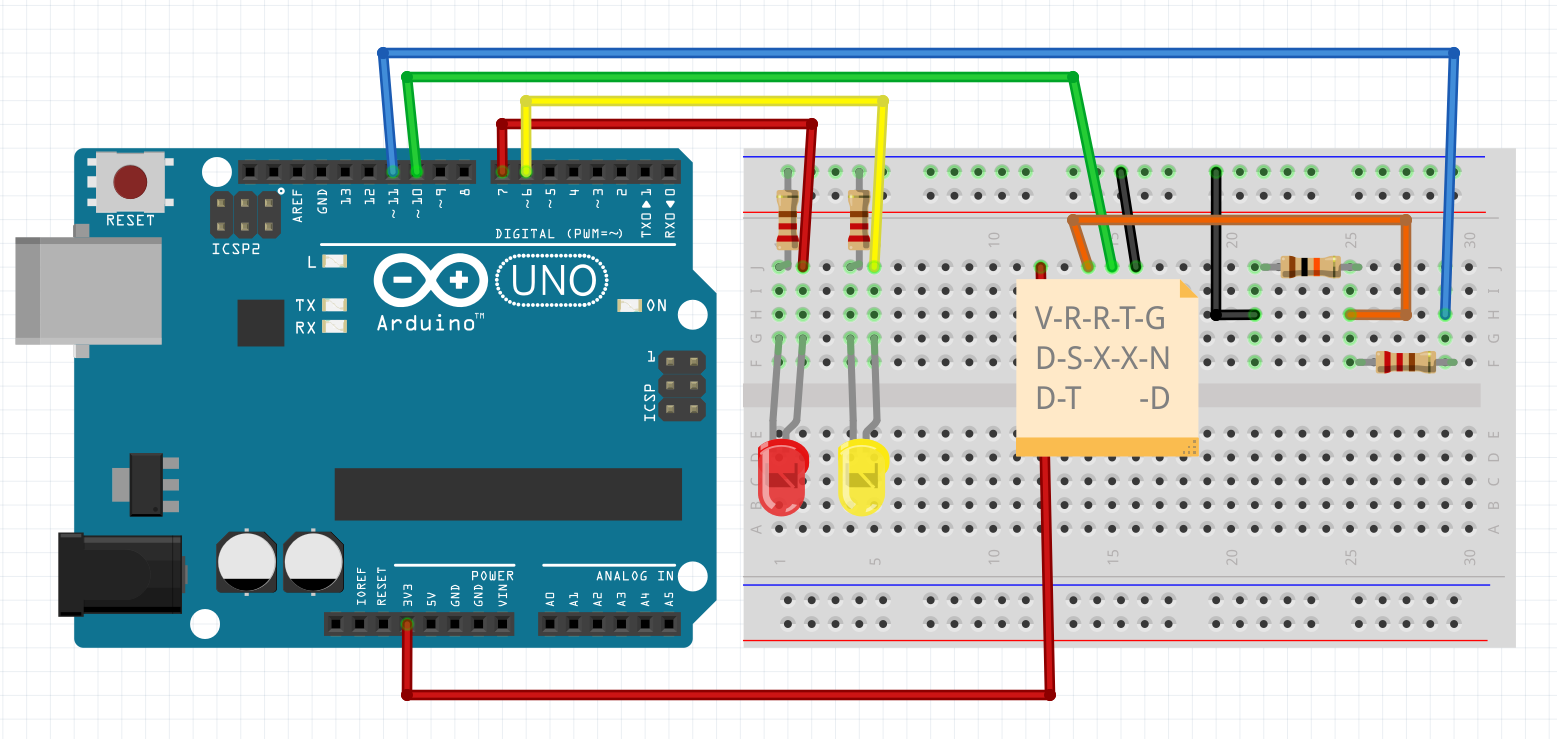 RESET
ICSP2
AREF
GND
13
12
~11
~10
~9
8
7
~6
~5
4
~3
2
TX0▶1
RX0◀0
DIGITAL (PWM=~)
L
TX
RX
UNO
Arduino™
ON
1
ICSP
IOREF
RESET
3V3
5V
GND
GND
VIN
POWER
ANALOG IN
A0
A1
A2
A3
A4
A5
10
15
20
25
30
J
I
H
G
F
J
I
H
G
F
V-R-R-T-G
D-S-X-X-N
D-T -D
E
D
C
B
A
E
D
C
B
A
1
5
10
15
20
25
30